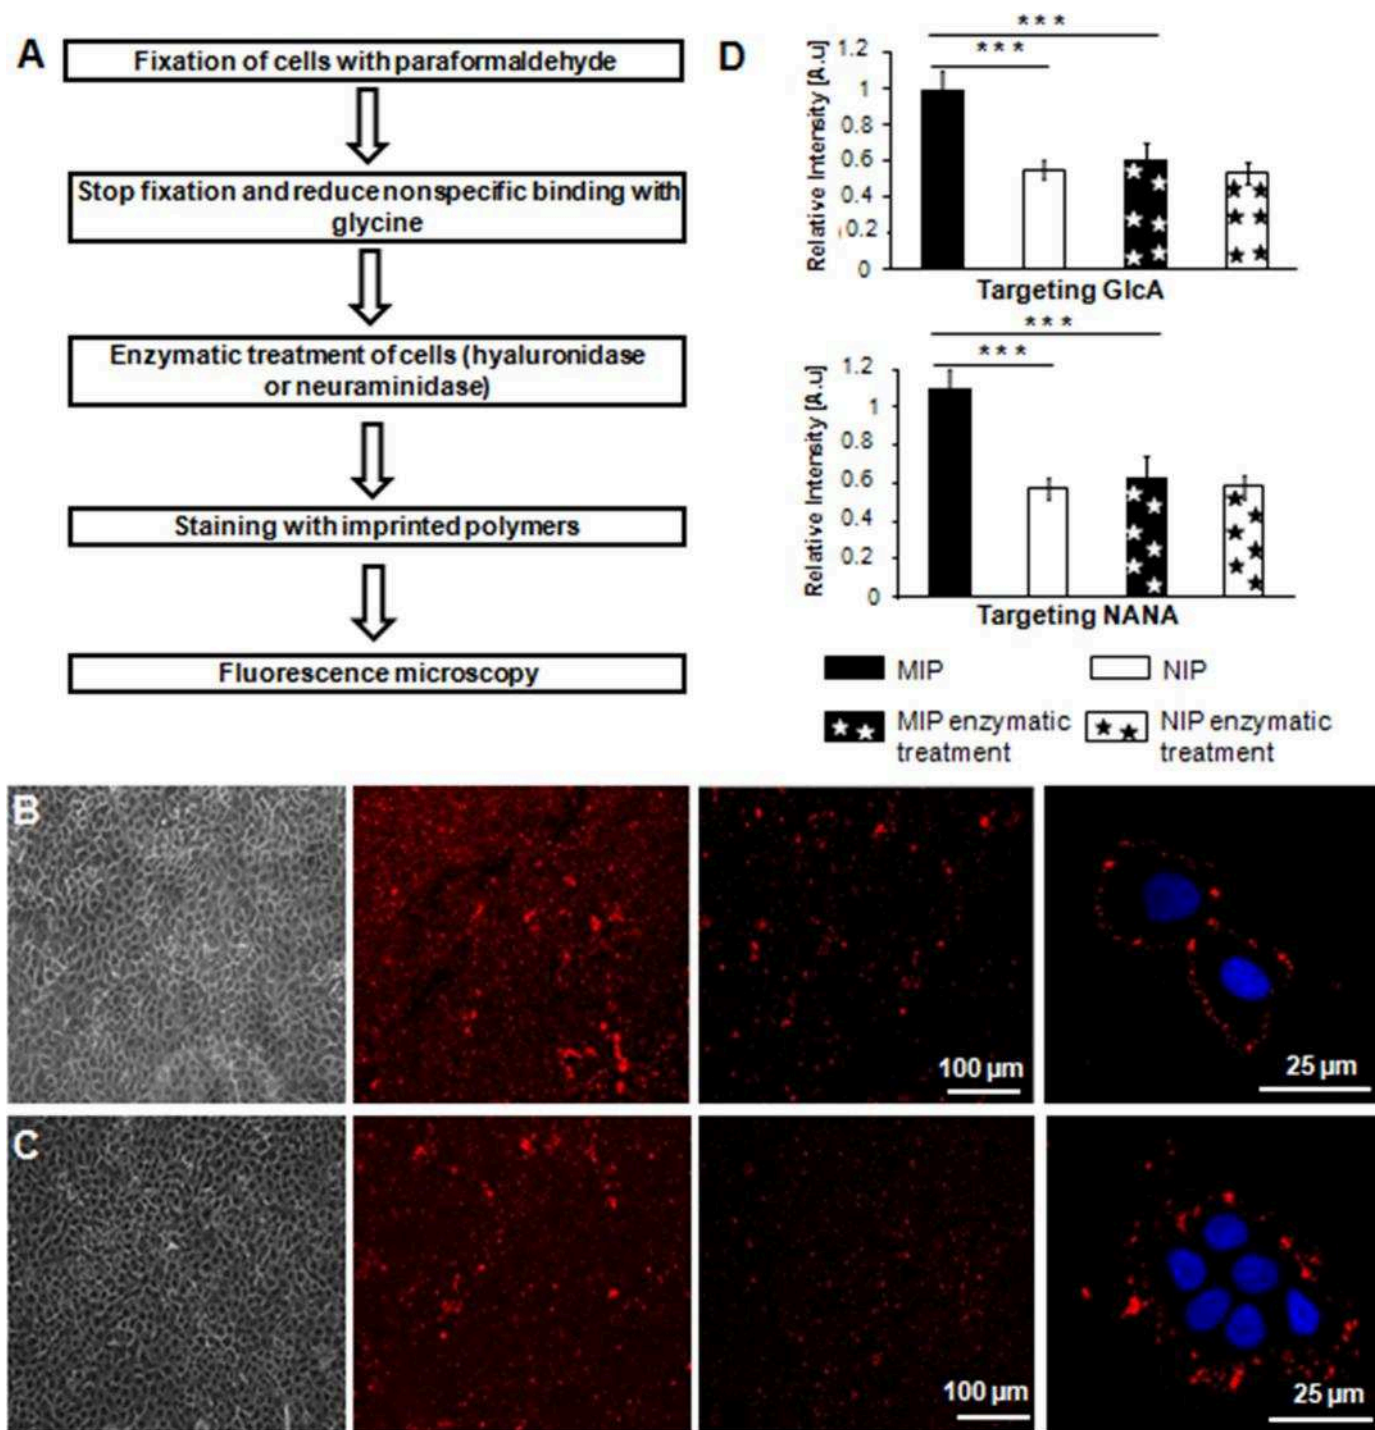 A
Fixation of cells with paraformaldehyde
Stop fixation and reduce nonspecific binding with
glycine
Enzymatic treatment of cells (hyaluronidase
or neuraminidase)
Staining with imprinted polymers
Fluorescence microscopy
D
***
***
1.2
1
0.8
0.6
0.4
0.2
0
Relative Intensity [A.u]
Targeting GlcA
***
***
1.2
1
0.8
0.6
0.4
0.2
0
Relative Intensity [A.u]
Targeting NANA
MIP
NIP
MIP enzymatic
treatment
NIP enzymatic
treatment
B
100 µm
25 µm
C
100 µm
25 µm